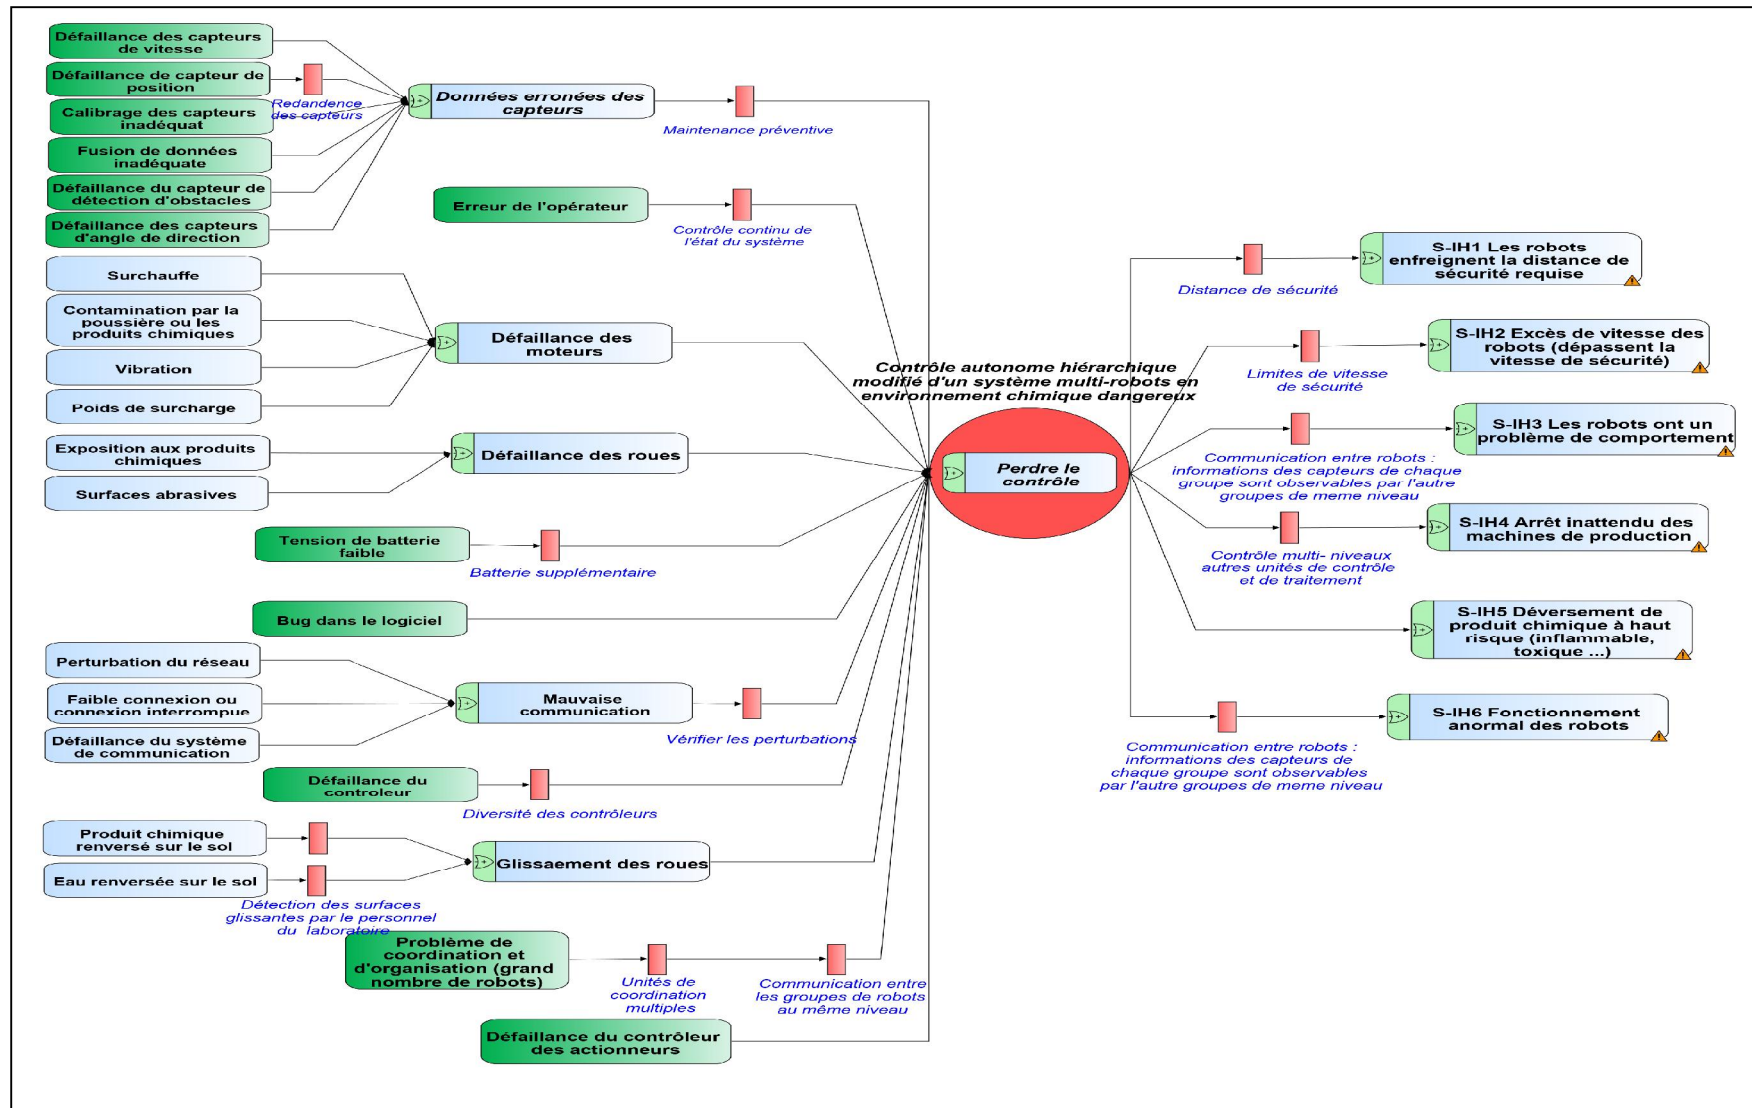 Défaillance des capteurs
de vitesse
Défaillance de capteur de
position
Redandence
des capteurs
Calibrage des capteurs
inadéquat
Fusion de données
inadéquate
Défaillance du capteur de
détection d'obstacles
Défaillance des capteurs
d'angle de direction
Données erronées des
capteurs
Maintenance préventive
Erreur de l'opérateur
Contrôle continu de
l'état du système
Surchauffe
Contamination par la
poussière ou les
produits chimiques
Vibration
Poids de surcharge
Défaillance des
moteurs
Exposition aux produits
chimiques
Surfaces abrasives
Défaillance des roues
Tension de batterie
faible
Batterie supplémentaire
Bug dans le logiciel
Perturbation du réseau
Faible connexion ou
connexion interrompue
Défaillance du système
de communication
Mauvaise
communication
Vérifier les perturbations
Défaillance du
controleur
Diversité des contrôleurs
Produit chimique
renversé sur le sol
Eau renversée sur le sol
Détection des surfaces
glissantes par le personnel
du laboratoire
Glissaement des roues
Problème de
coordination et
d'organisation (grand
nombre de robots)
Unités de
coordination
multiples
Communication entre
les groupes de robots
au même niveau
Défaillance du contrôleur
des actionneurs
Contrôle autonome hiérarchique
modifié d'un système multi-robots en
environnement chimique dangereux
Perdre le
contrôle
Distance de sécurité
S-IH1 Les robots
enfreignent la distance de
sécurité requise
Limites de vitesse
de sécurité
S-IH2 Excès de vitesse des
robots (dépassent la
vitesse de sécurité)
Communication entre robots :
informations des capteurs de chaque
groupe sont observables par l'autre
groupes de meme niveau
S-IH3 Les robots ont un
problème de comportement
Contrôle multi- niveaux
autres unités de contrôle
et de traitement
S-IH4 Arrêt inattendu des
machines de production
S-IH5 Déversement de
produit chimique à haut
risque (inflammable,
toxique ...)
Communication entre robots :
informations des capteurs de
chaque groupe sont observables
par l'autre groupes de meme niveau
S-IH6 Fonctionnement
anormal des robots